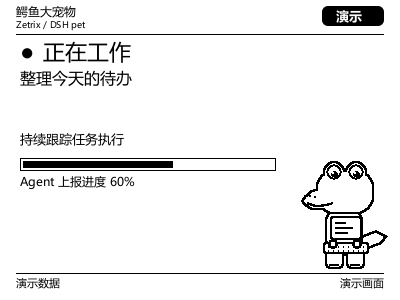 鳄鱼大宠物
演示
Zetrix / DSH pet
● 正在工作
整理今天的待办
持续跟踪任务执行
Agent 上报进度 60%
演示数据
演示画面